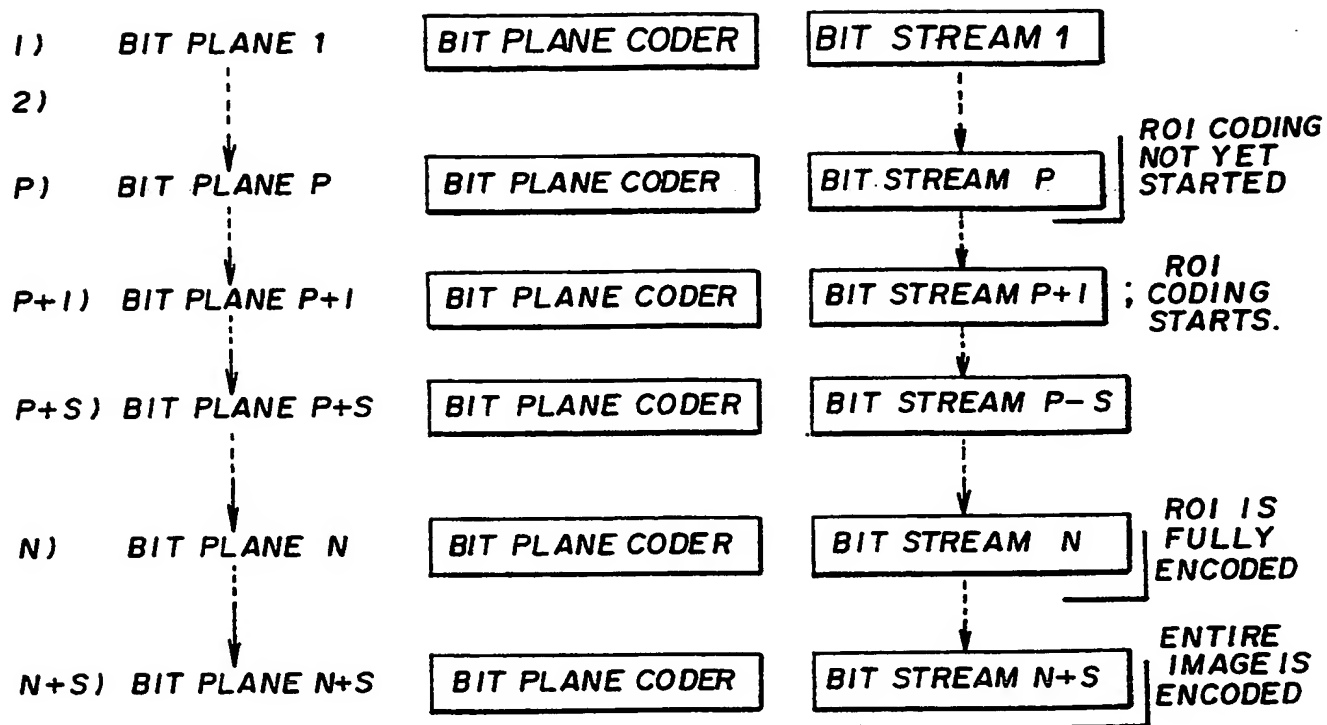 1) BIT PLANE 1 BIT PLANE CODER BIT STREAM 1
2)
P) BIT PLANE P BIT PLANE CODER BIT STREAM P
ROI CODING
NOT YET
STARTED
P+1) BIT PLANE P+1 BIT PLANE CODER BIT STREAM P+1 ;
ROI
CODING
STARTS.
P+S) BIT PLANE P+S BIT PLANE CODER BIT STREAM P-S
N) BIT PLANE N BIT PLANE CODER BIT STREAM N
ROI IS
FULLY
ENCODED
N+S) BIT PLANE N+S BIT PLANE CODER BIT STREAM N+S
ENTIRE
IMAGE IS
ENCODED